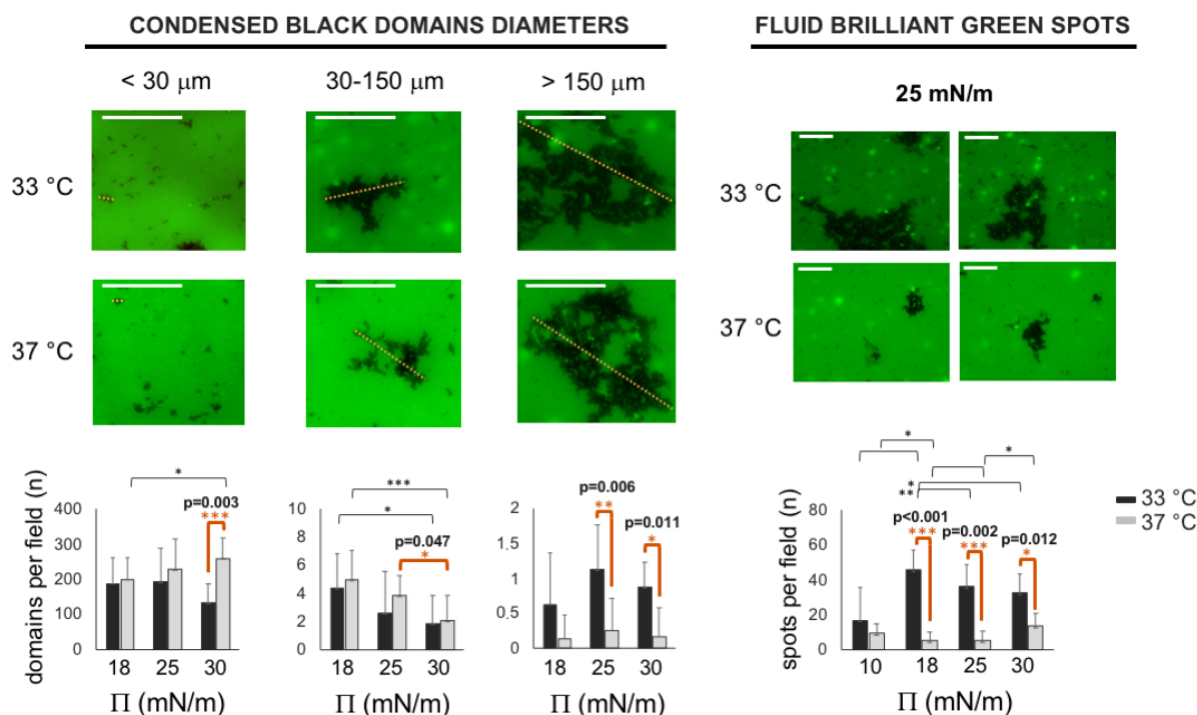 CONDENSED BLACK DOMAINS DIAMETERS
FLUID BRILLIANT GREEN SPOTS
< 30 μm
30-150 μm
> 150 μm
25 mN/m
33 °C
33 °C
37 °C
37 °C
domains per field (n)
400
300
200
100
0
*
p=0.003
***
18 25 30
Π (mN/m)
10
8
6
4
2
0
***
*
p=0.047
*
18 25 30
Π (mN/m)
2
1.5
1
0.5
0
p=0.006
**
p=0.011
*
18 25 30
Π (mN/m)
spots per field (n)
80
60
40
20
0
*
*
*
**
p<0.001
***
p=0.002
***
p=0.012
*
10 18 25 30
Π (mN/m)
33 °C
37 °C